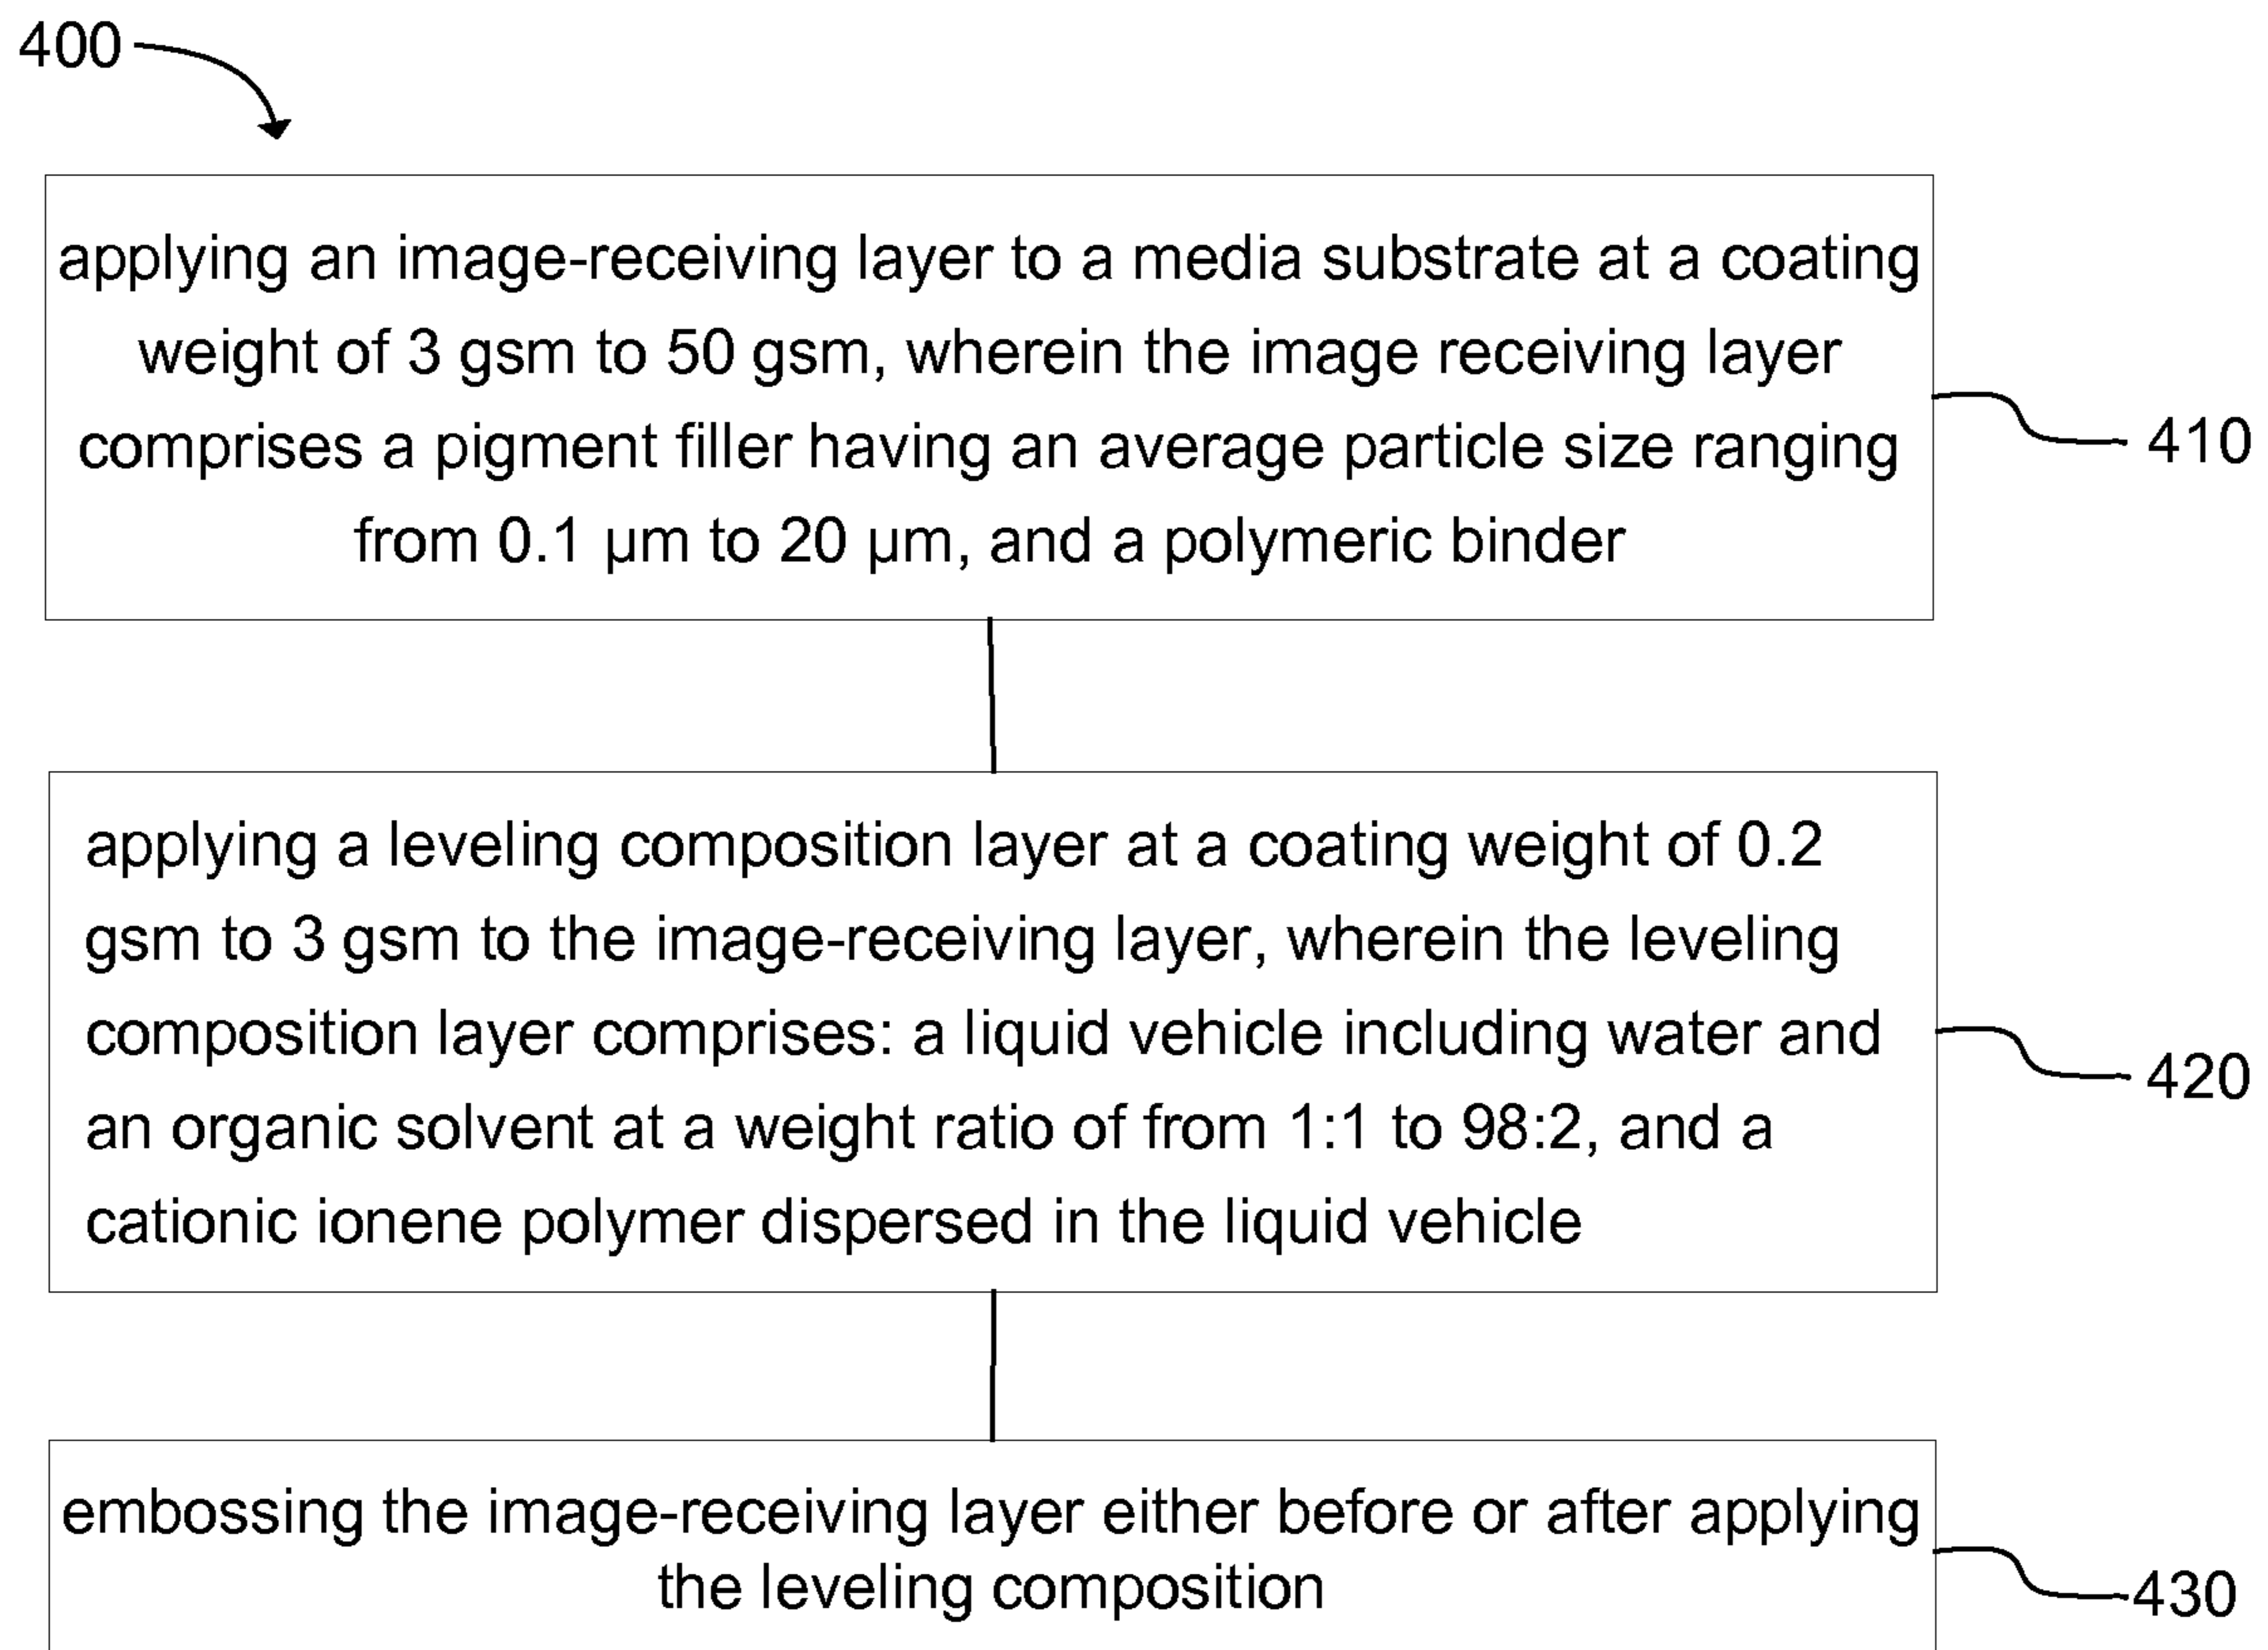 400
applying an image-receiving layer to a media substrate at a coating
weight of 3 gsm to 50 gsm, wherein the image receiving layer
comprises a pigment filler having an average particle size ranging
from 0.1 µm to 20 µm, and a polymeric binder
410
applying a leveling composition layer at a coating weight of 0.2
gsm to 3 gsm to the image-receiving layer, wherein the leveling
composition layer comprises: a liquid vehicle including water and
an organic solvent at a weight ratio of from 1:1 to 98:2, and a
cationic ionene polymer dispersed in the liquid vehicle
420
embossing the image-receiving layer either before or after applying
the leveling composition
430